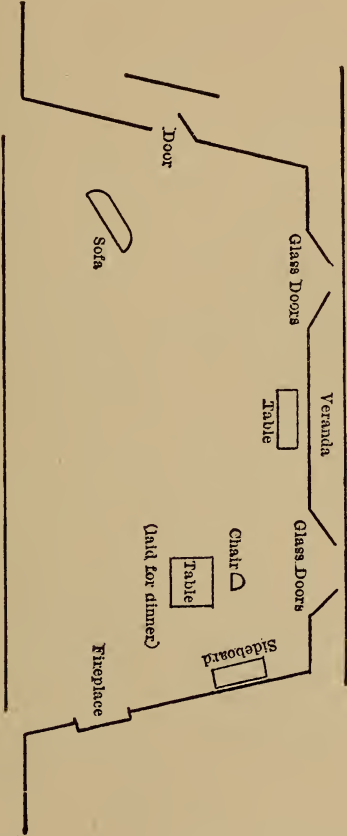 Veranda
Glass Doors
Glass Doors
Table
Door
Sofa
Chair
Table
(laid for dinner)
Sideboard
Fireplace